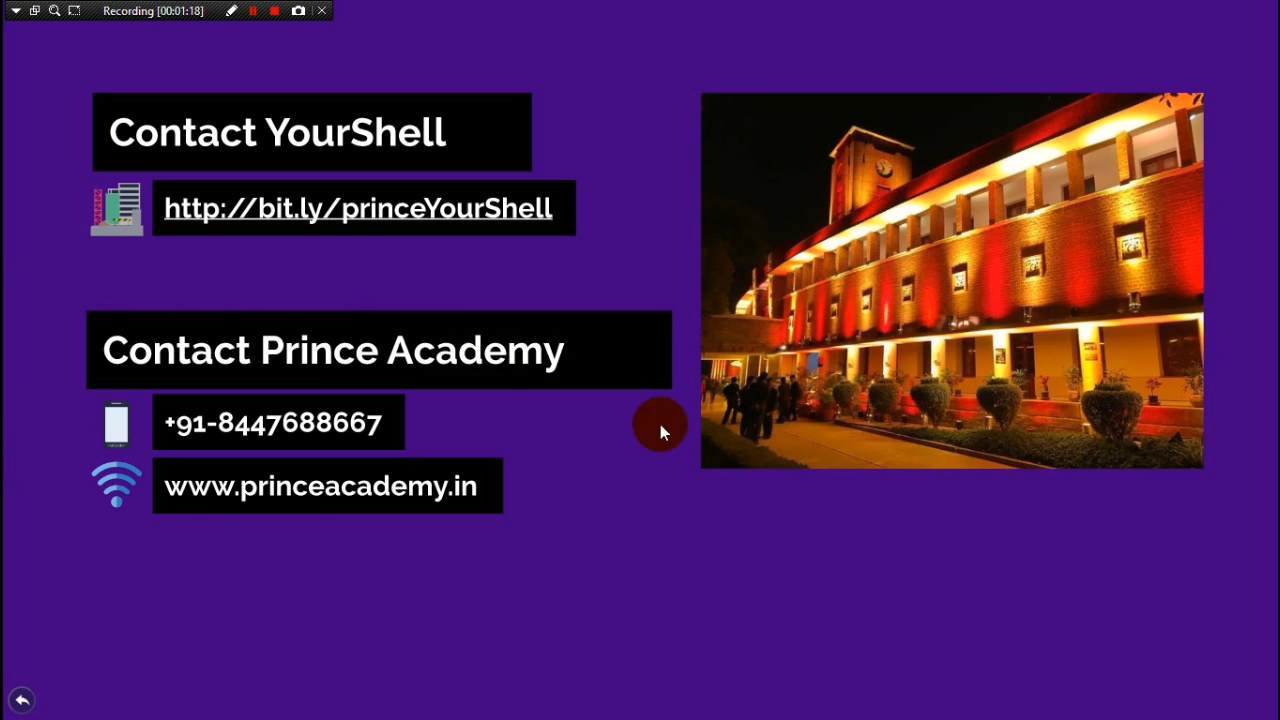 Recording [00:01:18]
Contact YourShell
http://bit.ly/princeYourShell
Contact Prince Academy
+91-8447688667
www.princeacademy.in